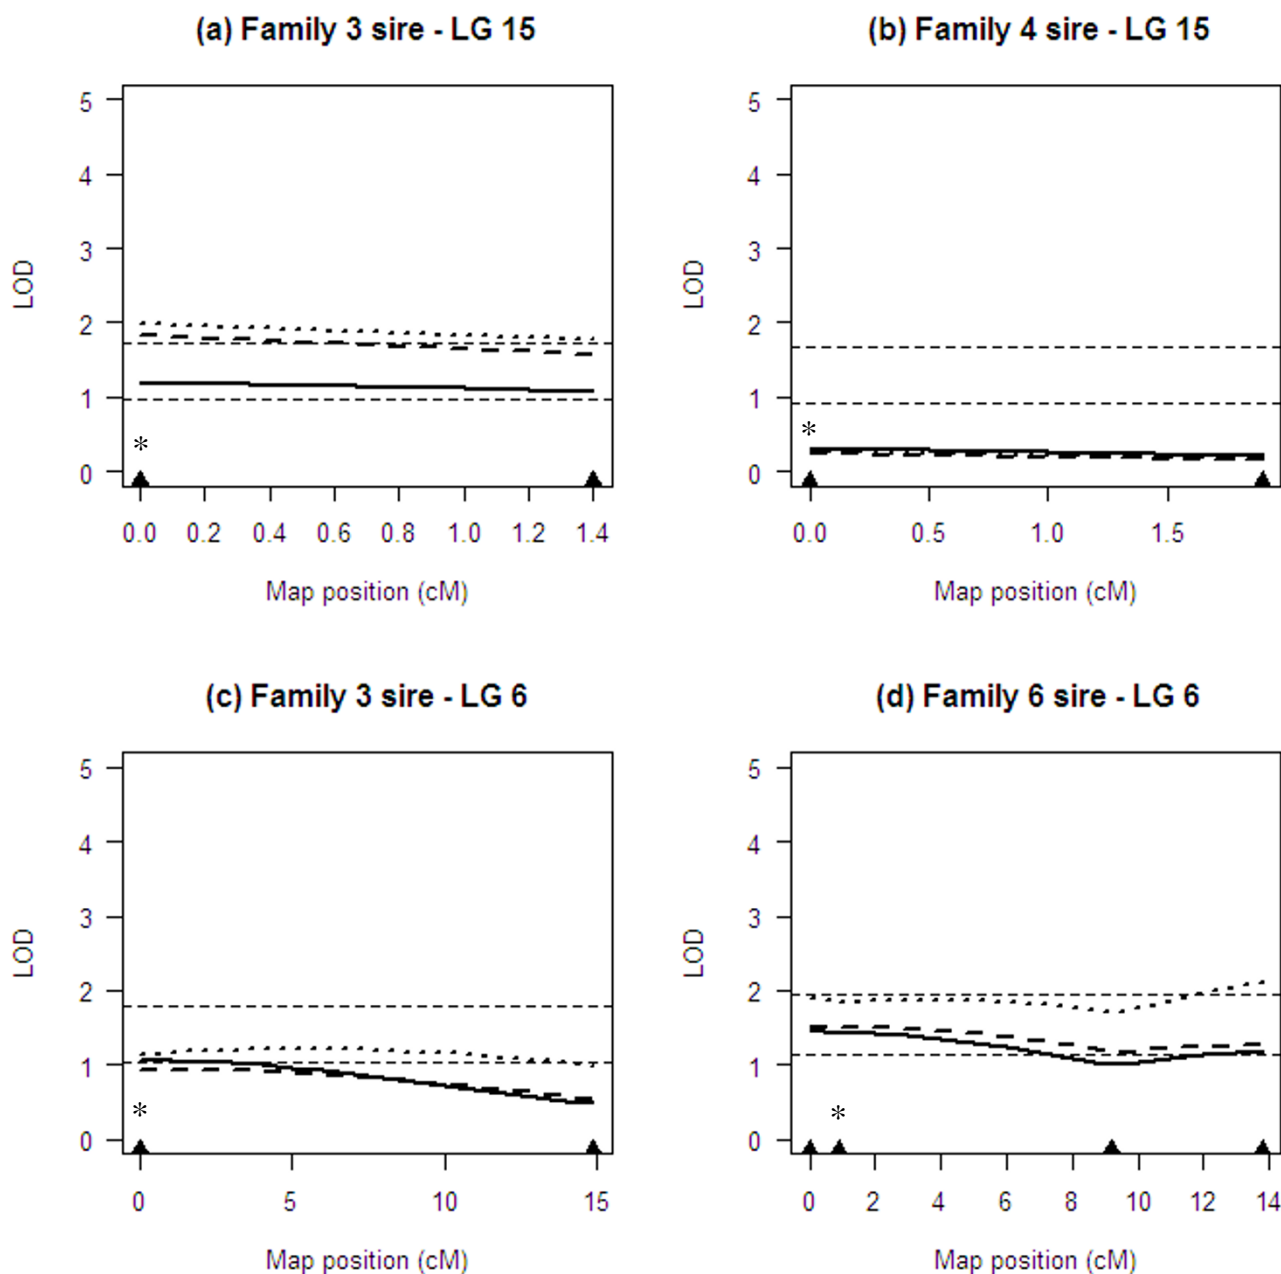 (a) Family 3 sire - LG 15
5
4
3
2
1
0
LOD
*
0.0 0.2 0.4 0.6 0.8 1.0 1.2 1.4
Map position (cM)
(b) Family 4 sire - LG 15
5
4
3
2
1
0
LOD
*
0.0 0.5 1.0 1.5
Map position (cM)
(c) Family 3 sire - LG 6
5
4
3
2
1
0
LOD
*
0 5 10 15
Map position (cM)
(d) Family 6 sire - LG 6
5
4
3
2
1
0
LOD
*
0 2 4 6 8 10 12 14
Map position (cM)